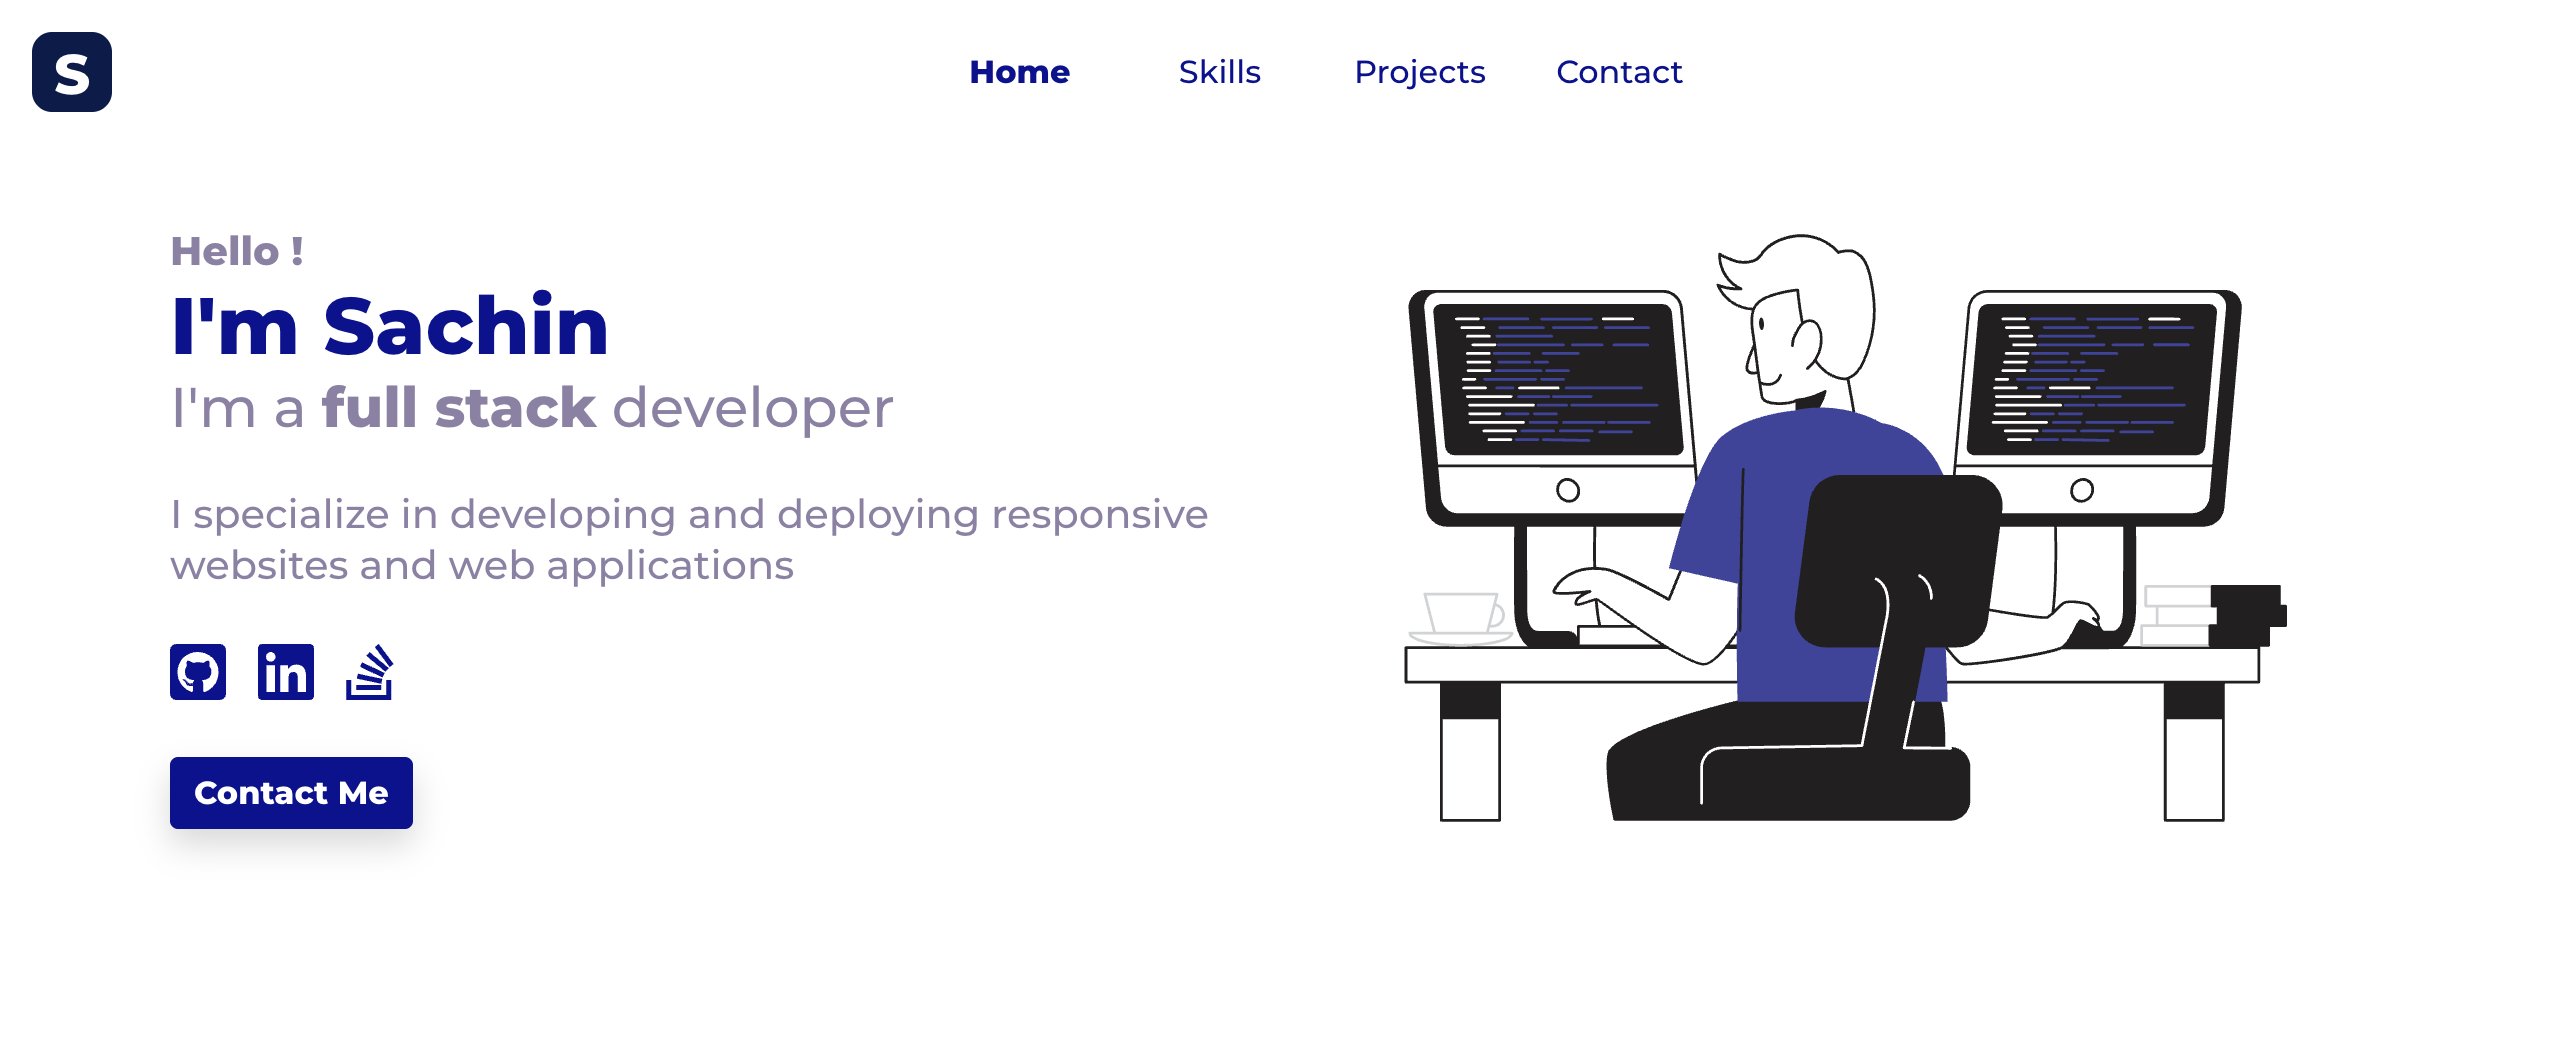 S
Home Skills Projects Contact
Hello !
I'm Sachin
I'm a full stack developer
I specialize in developing and deploying responsive
websites and web applications
in
Contact Me